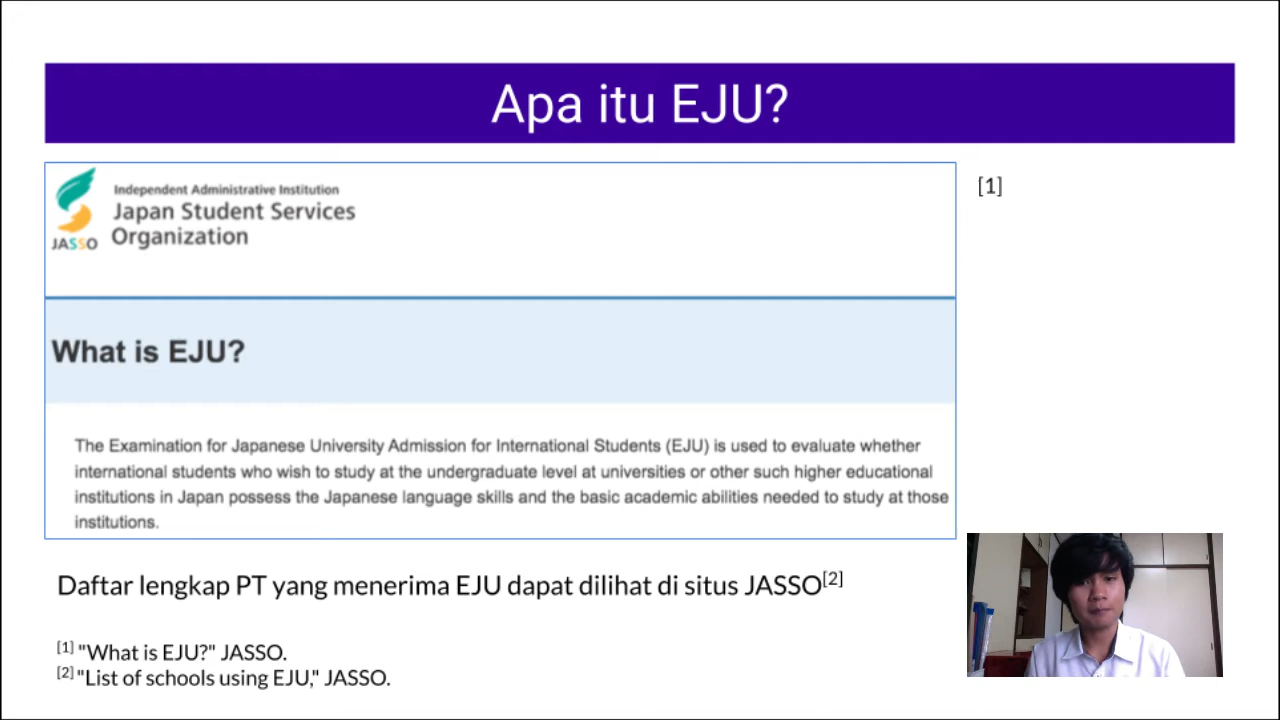 Apa itu EJU?
[1]
Independent Administrative Institution
Japan Student Services
Organization
JASSO
What is EJU?
The Examination for Japanese University Admission for International Students (EJU) is used to evaluate whether
international students who wish to study at the undergraduate level at universities or other such higher educational
institutions in Japan possess the Japanese language skills and the basic academic abilities needed to study at those
institutions.
Daftar lengkap PT yang menerima EJU dapat dilihat di situs JASSO[2]
[1] "What is EJU?" JASSO.
[2] "List of schools using EJU," JASSO.